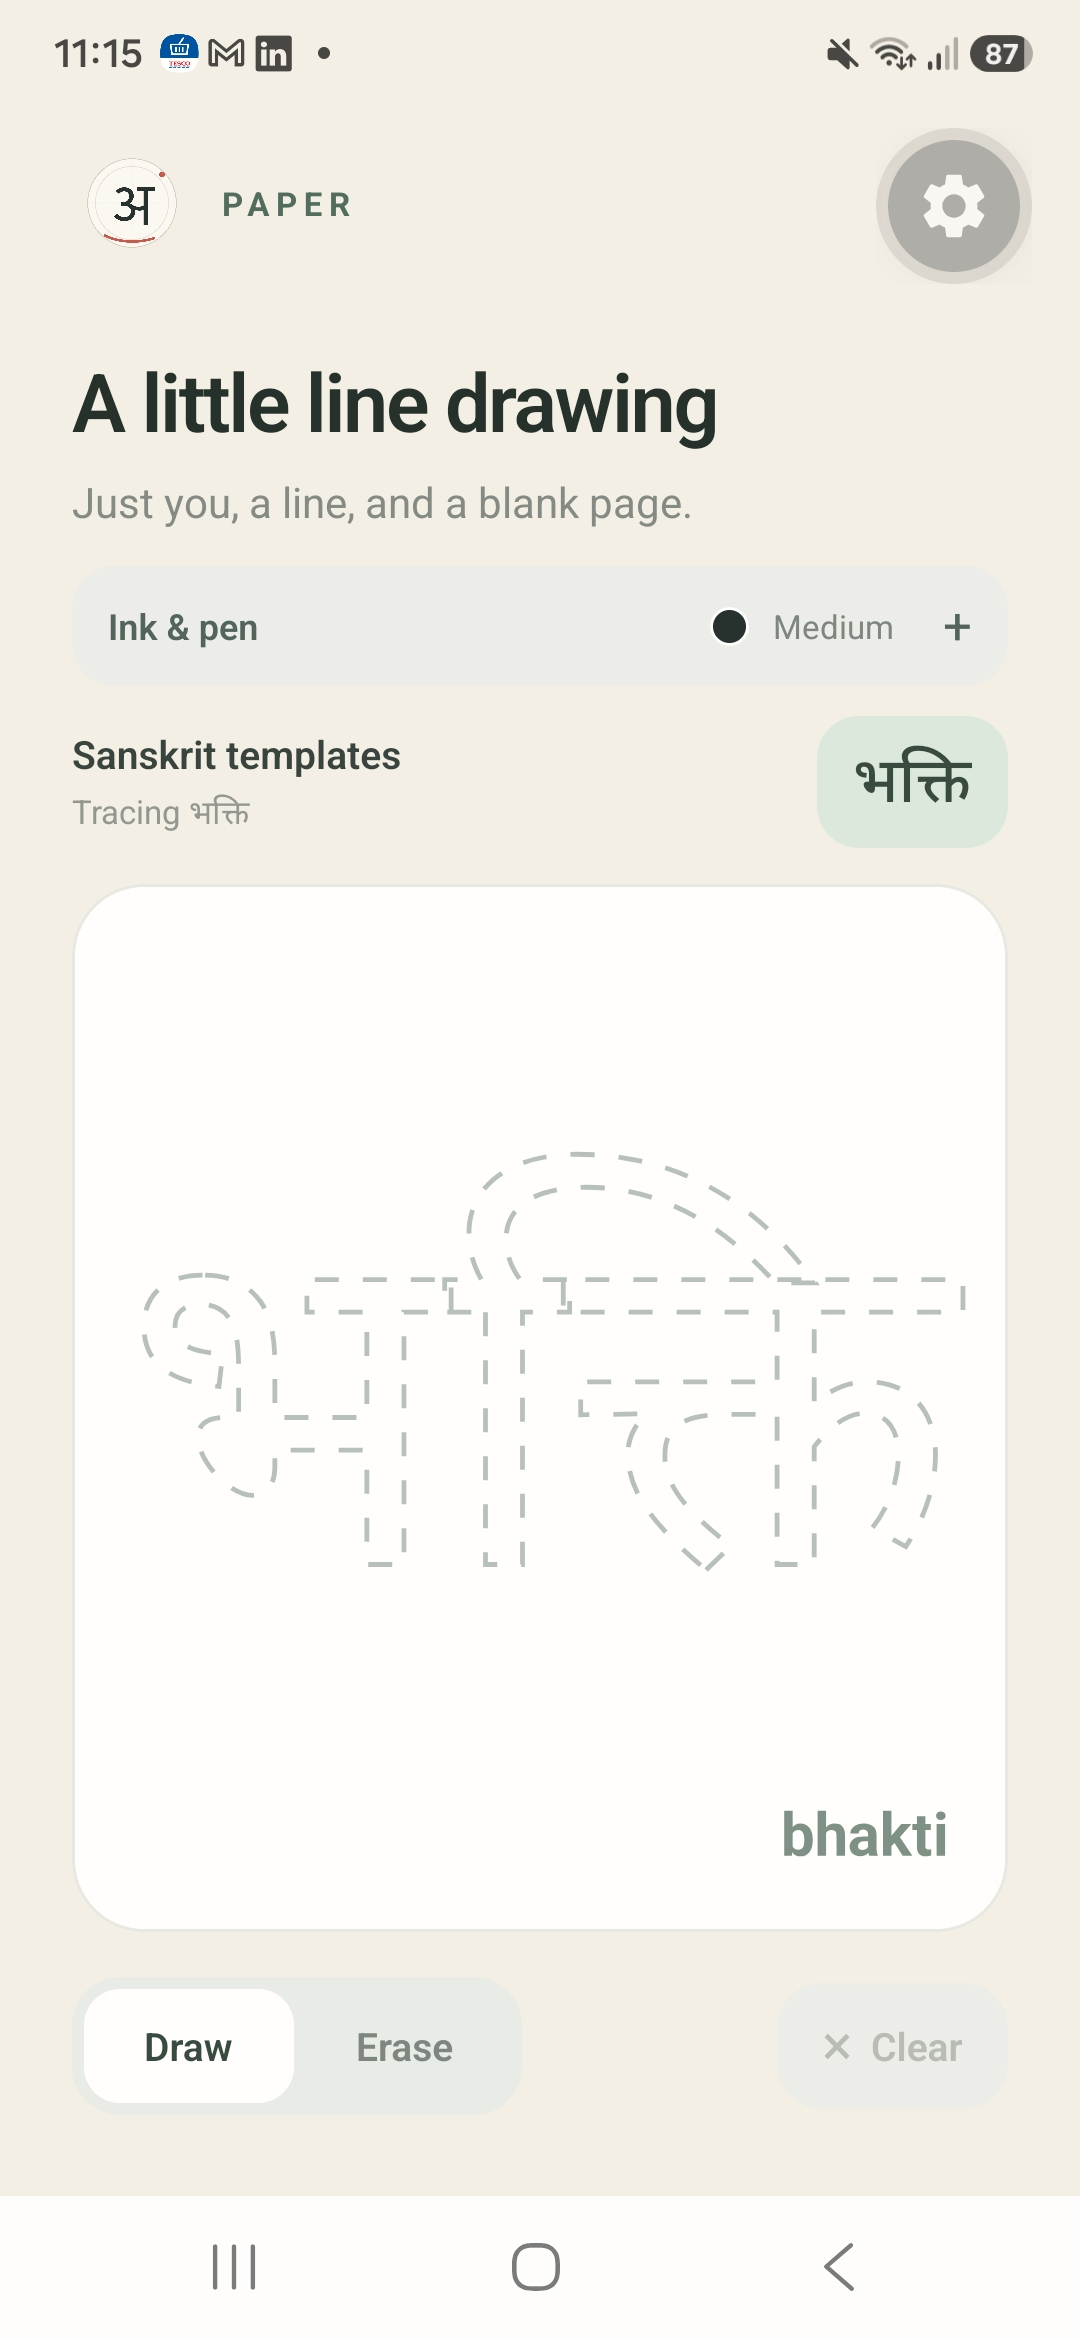 11:15
87
अ PAPER
A little line drawing
Just you, a line, and a blank page.
Ink & pen Medium +
Sanskrit templates
Tracing भक्ति
भक्ति
भक्ति
bhakti
Draw Erase × Clear